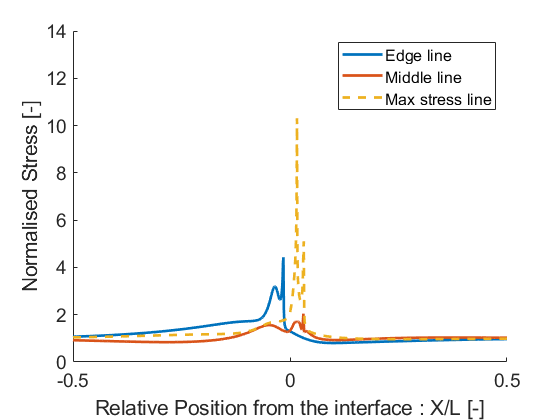 14
12
10
8
6
4
2
0
Normalised Stress [-]
Edge line
Middle line
Max stress line
-0.5
0
0.5
Relative Position from the interface : X/L [-]